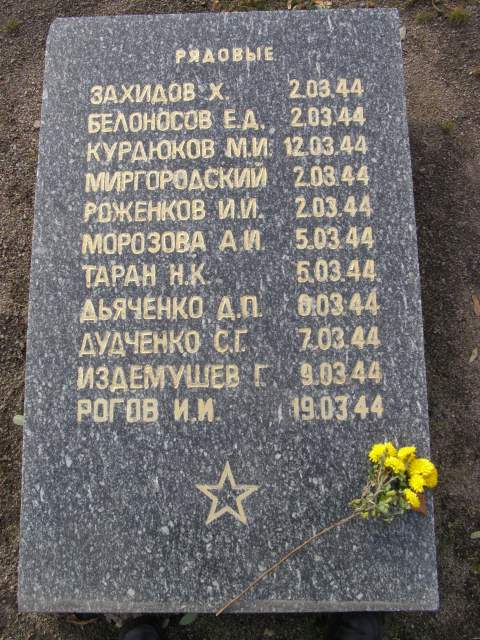 РЯДОВЫЕ
ЗАХИДОВ Х. 2.03.44
БЕЛОНОСОВ Е.Д. 2.03.44
КУРДЮКОВ М.И. 12.03.44
МИРГОРОДСКИЙ 2.03.44
РОЖЕНКОВ И.И. 2.03.44
МОРОЗОВА А.И. 5.03.44
ТАРАН Н.К. 5.03.44
ДЬЯЧЕНКО Д.П. 6.03.44
ДУДЧЕНКО С.Г. 7.03.44
ИЗДЕМУШЕВ Г. 9.03.44
РОГОВ И.И. 19.03.44